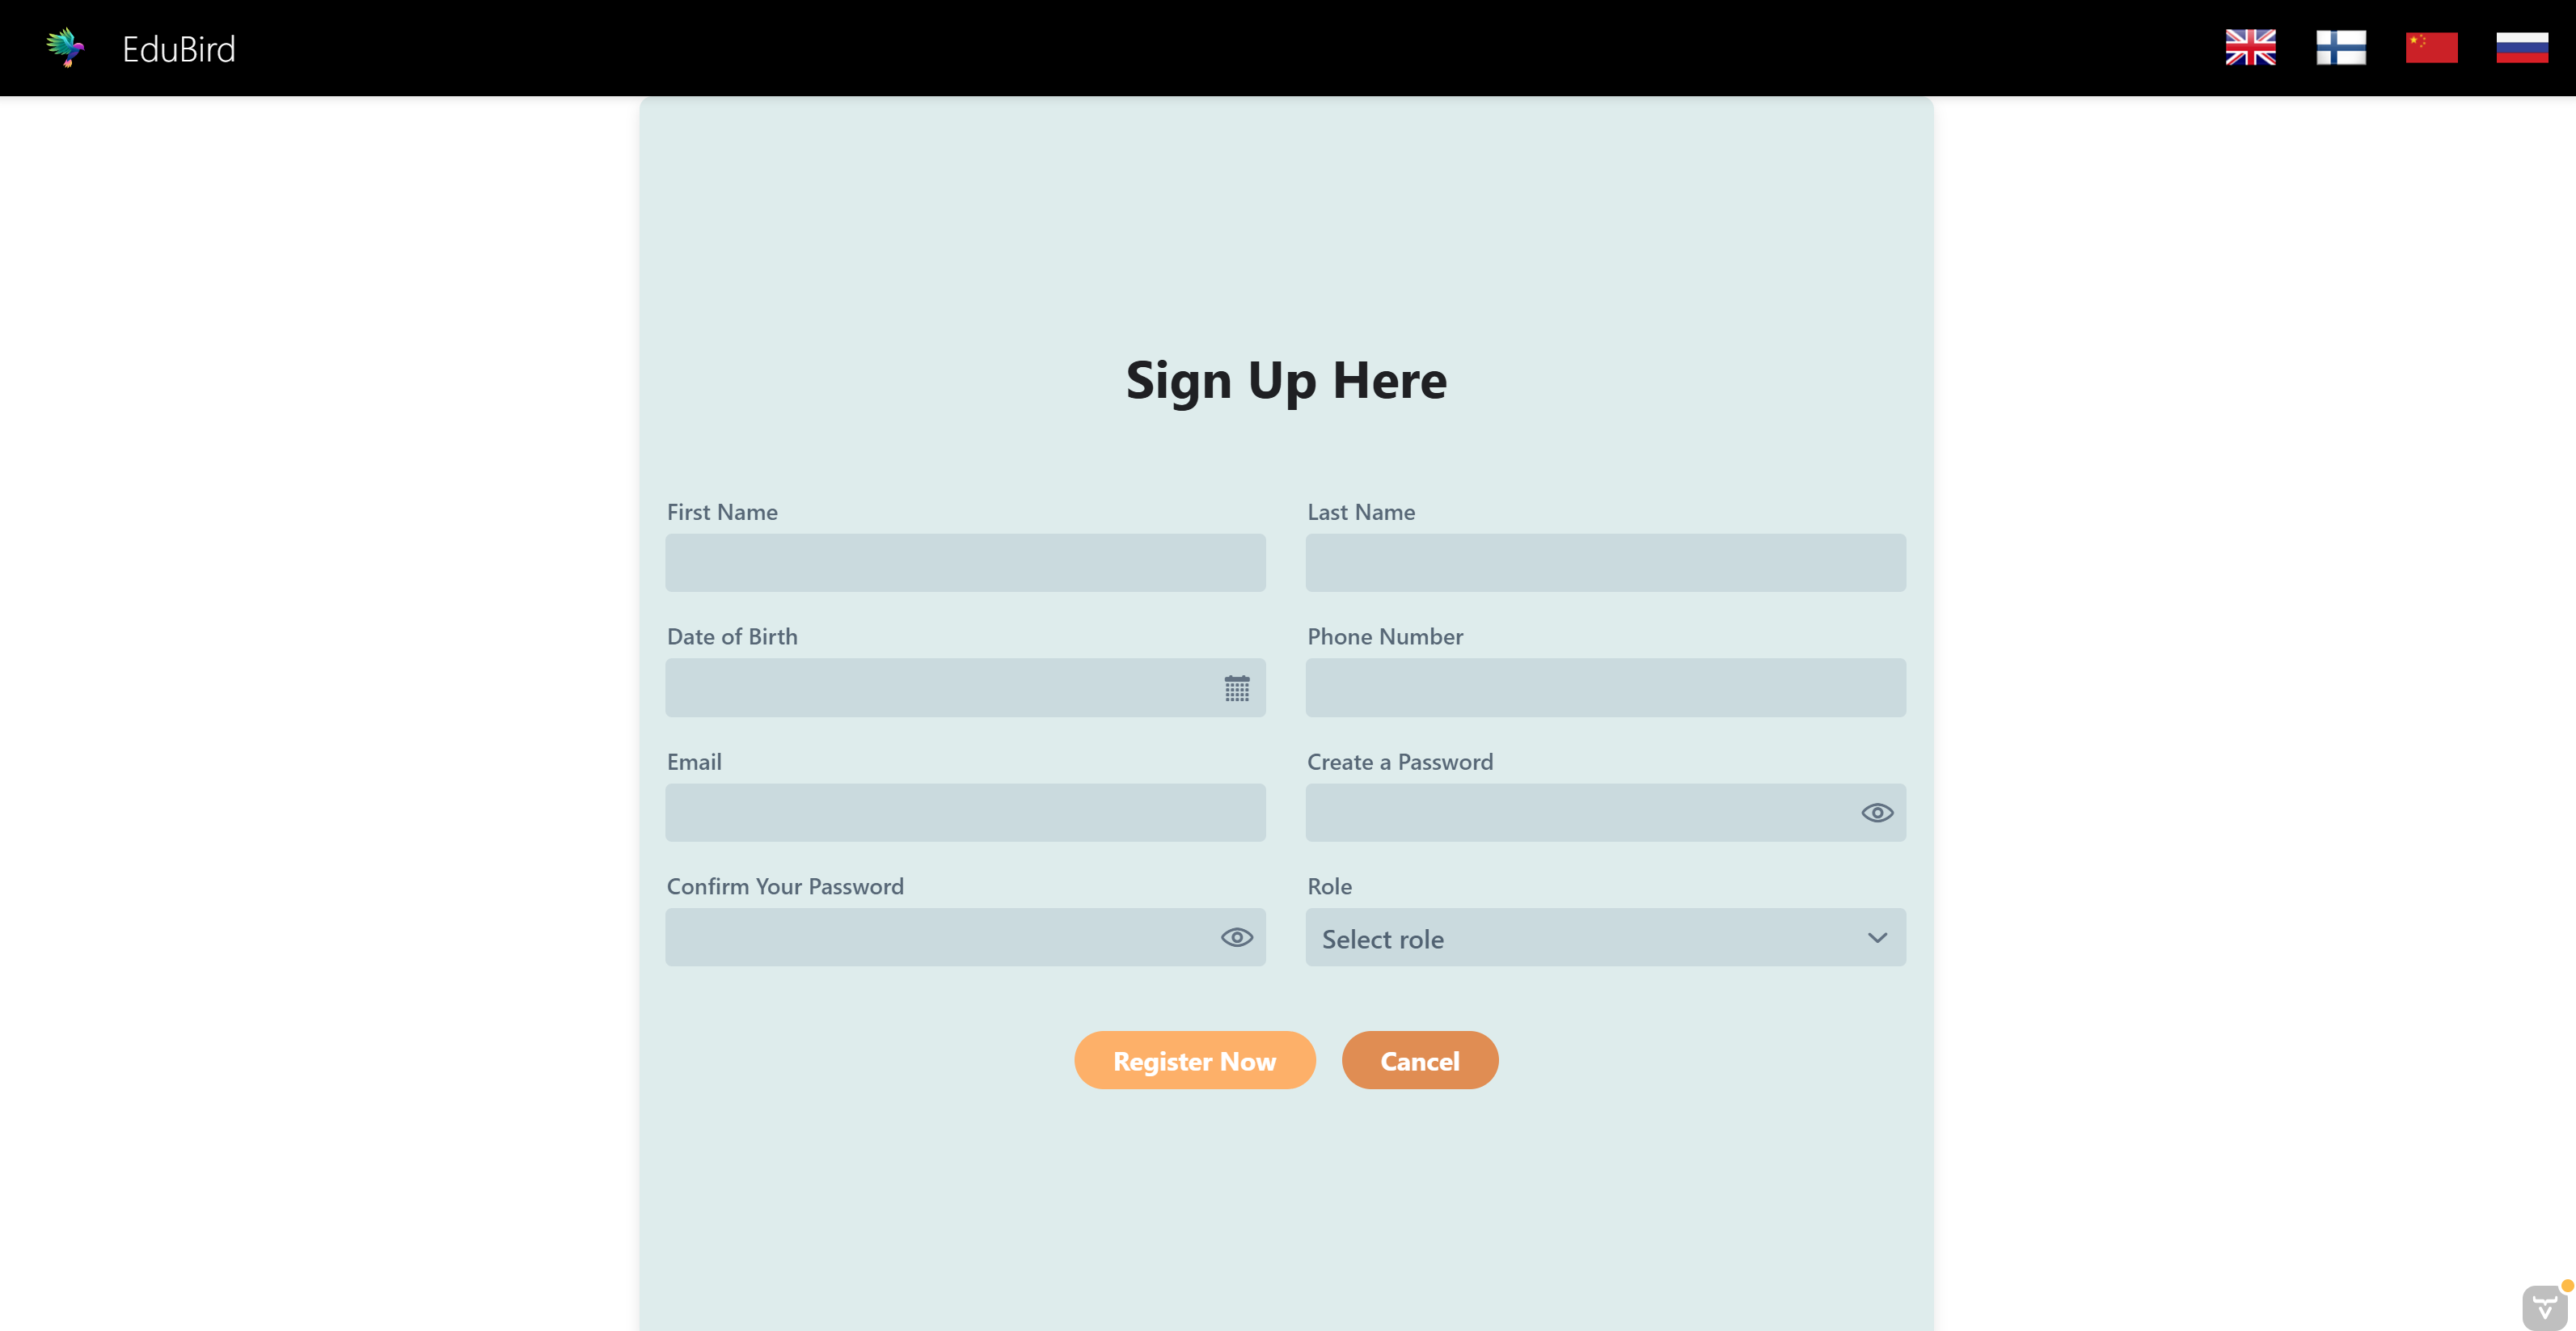 EduBird
Sign Up Here
First Name
Last Name
Date of Birth
Phone Number
Email
Create a Password
Confirm Your Password
Role
Select role
Register Now
Cancel